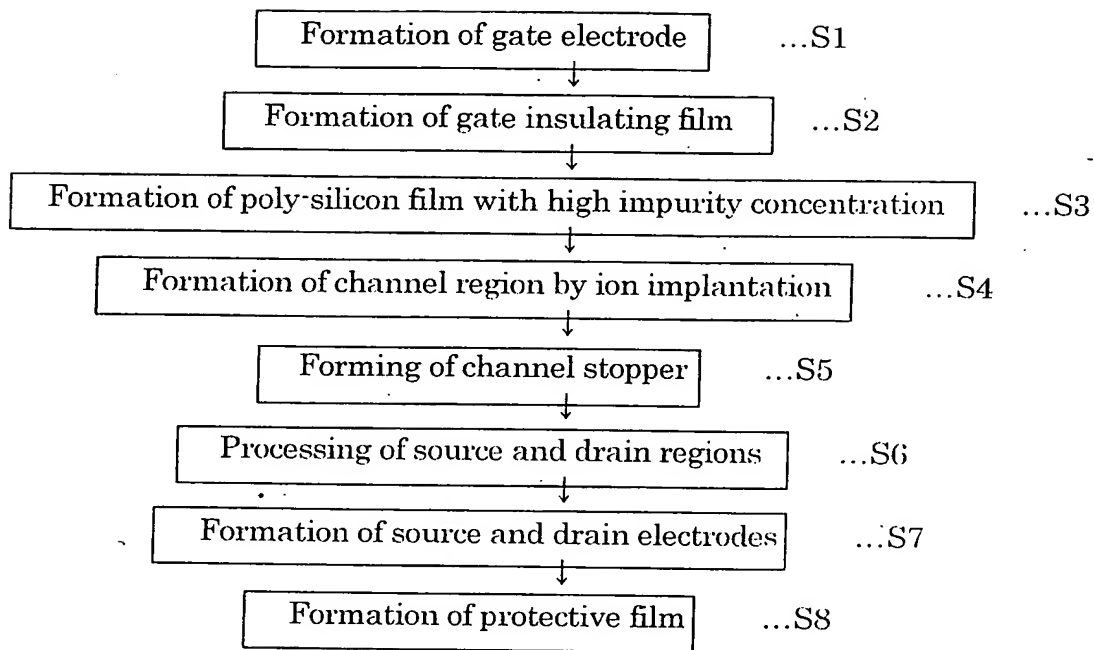 Formation of gate electrode ...S1
Formation of gate insulating film ...S2
Formation of poly-silicon film with high impurity concentration ...S3
Formation of channel region by ion implantation ...S4
Forming of channel stopper ...S5
Processing of source and drain regions ...S6
Formation of source and drain electrodes ...S7
Formation of protective film ...S8